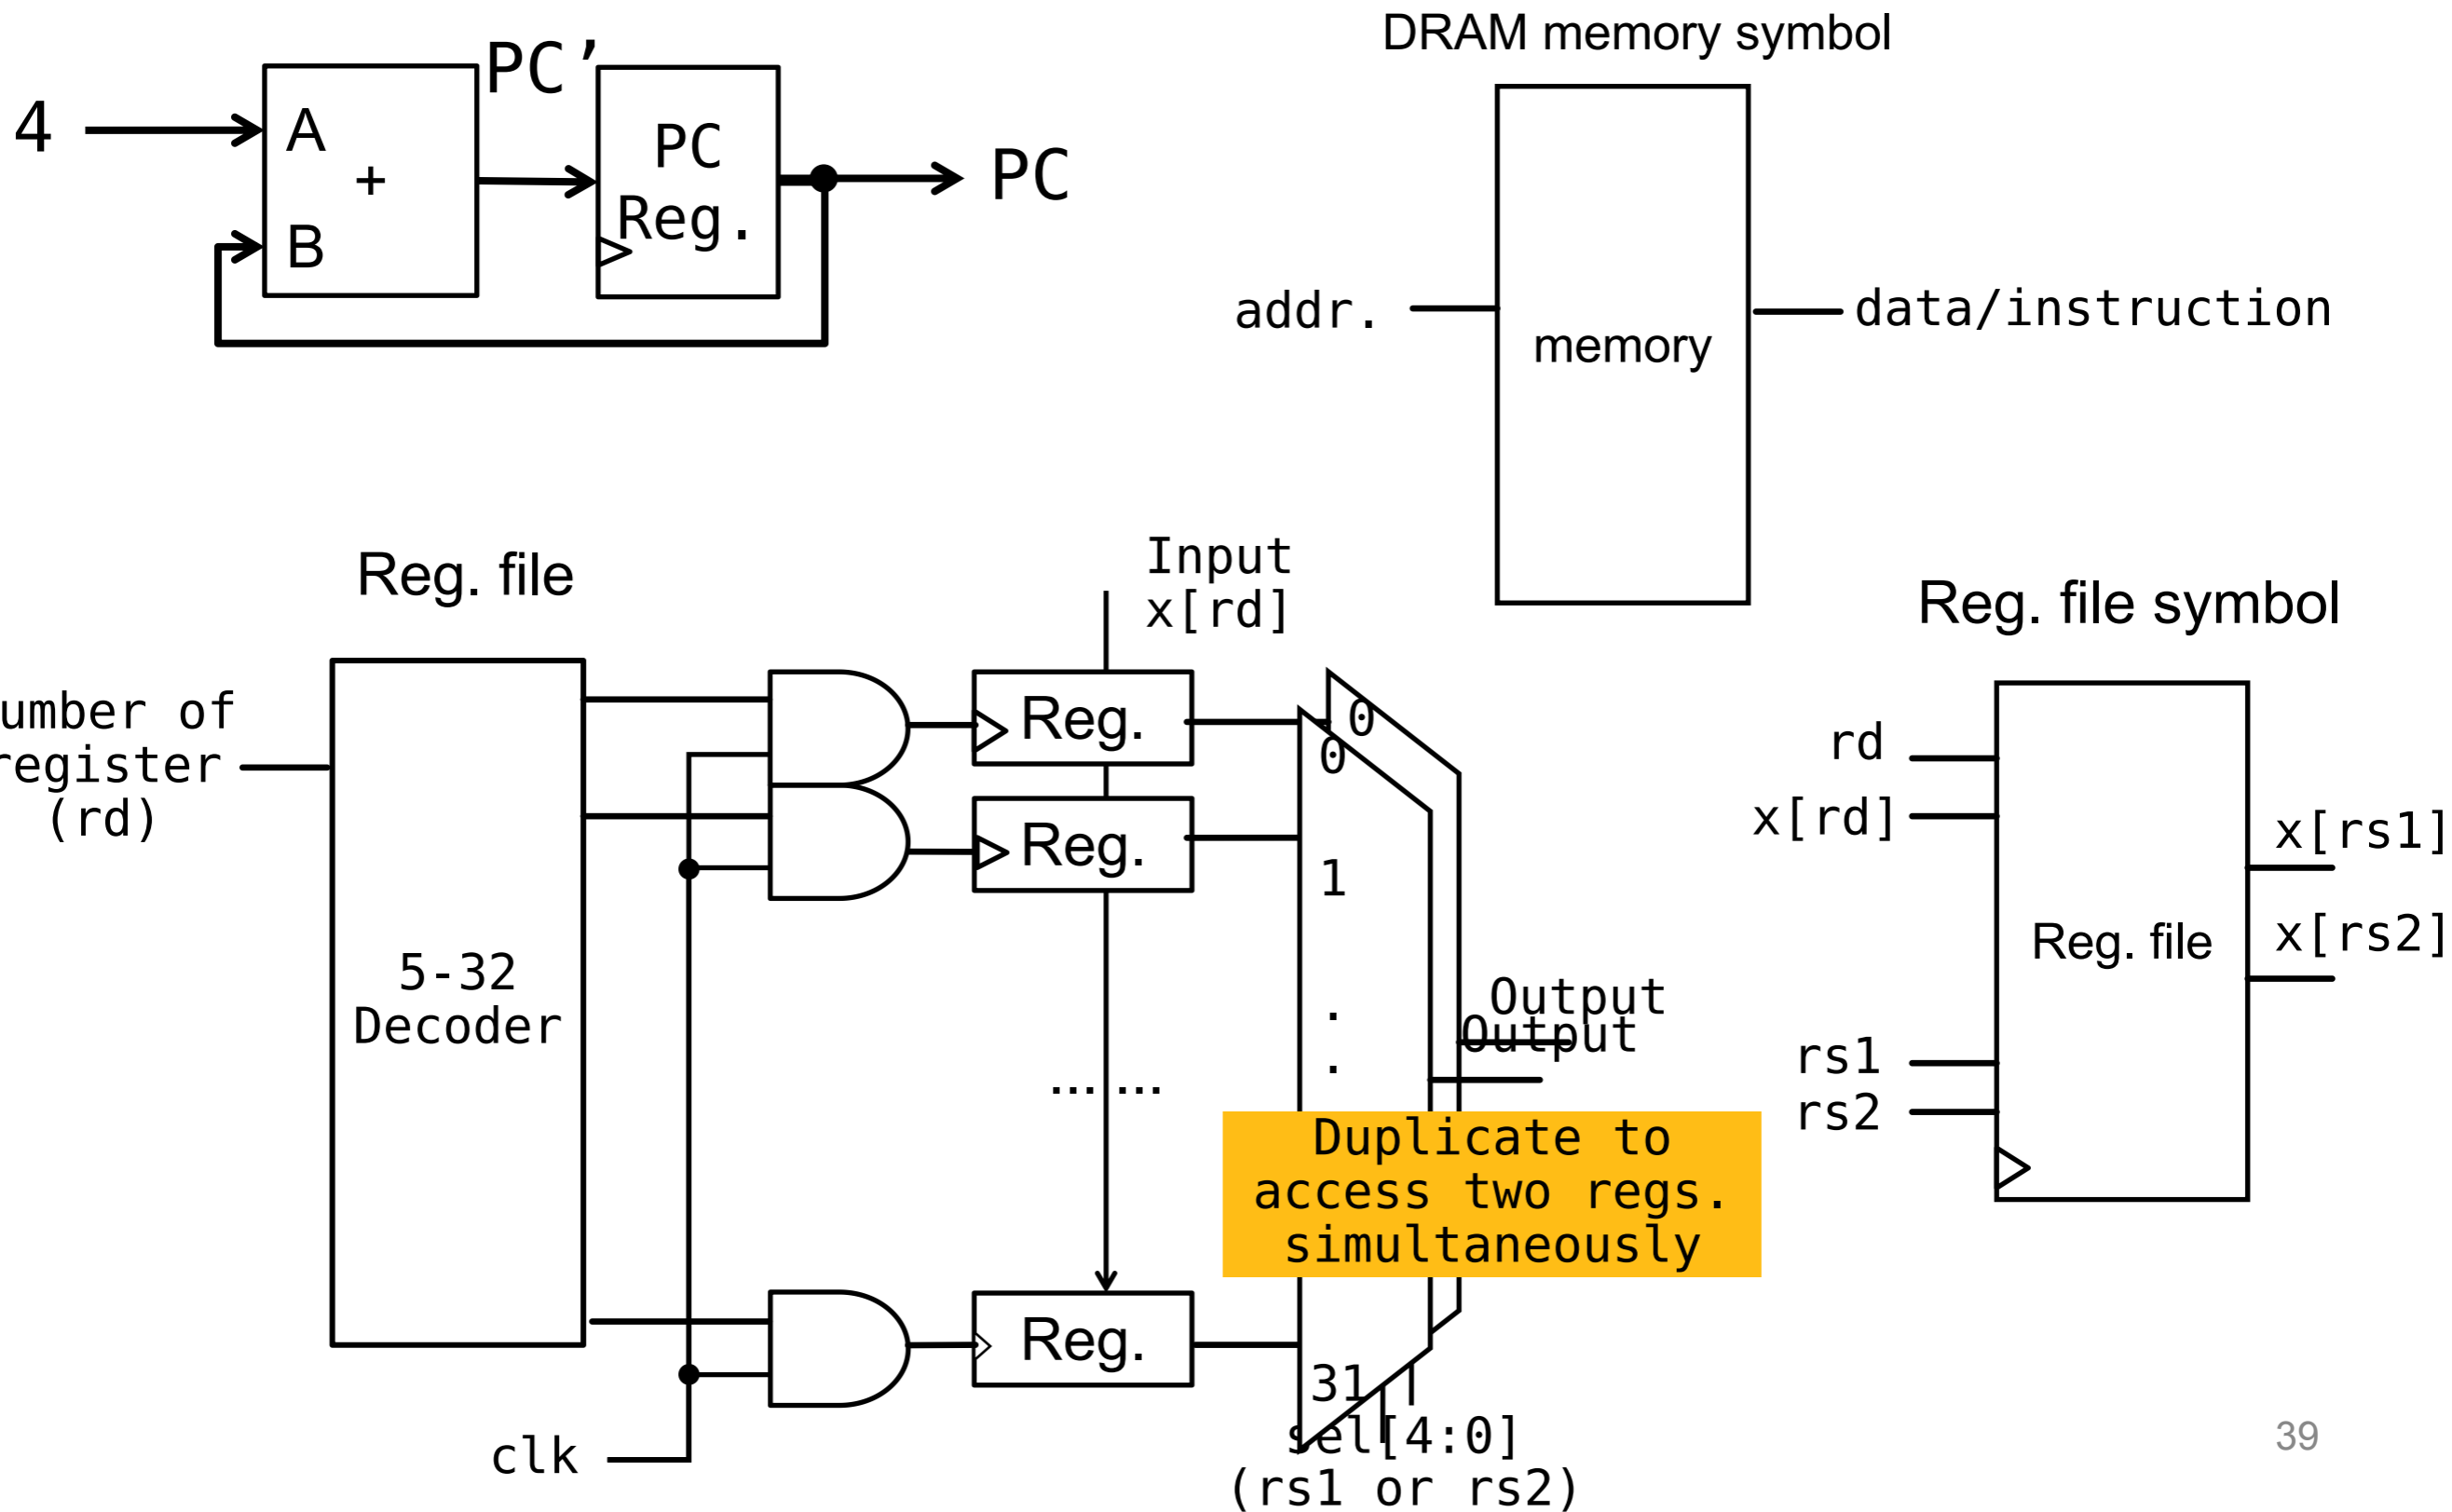 4
A
+
B
PC’
PC
Reg.
PC
DRAM memory symbol
addr.
memory
data/instruction
Reg. file
umber of
register
(rd)
5-32
Decoder
clk
Input
x[rd]
Reg.
Reg.
... ...
Reg.
0
0
1
.
.
31
Output
Output
Duplicate to
access two regs.
simultaneously
sel[4:0]
(rs1 or rs2)
Reg. file symbol
rd
x[rd]
rs1
rs2
Reg. file
x[rs1]
x[rs2]
39